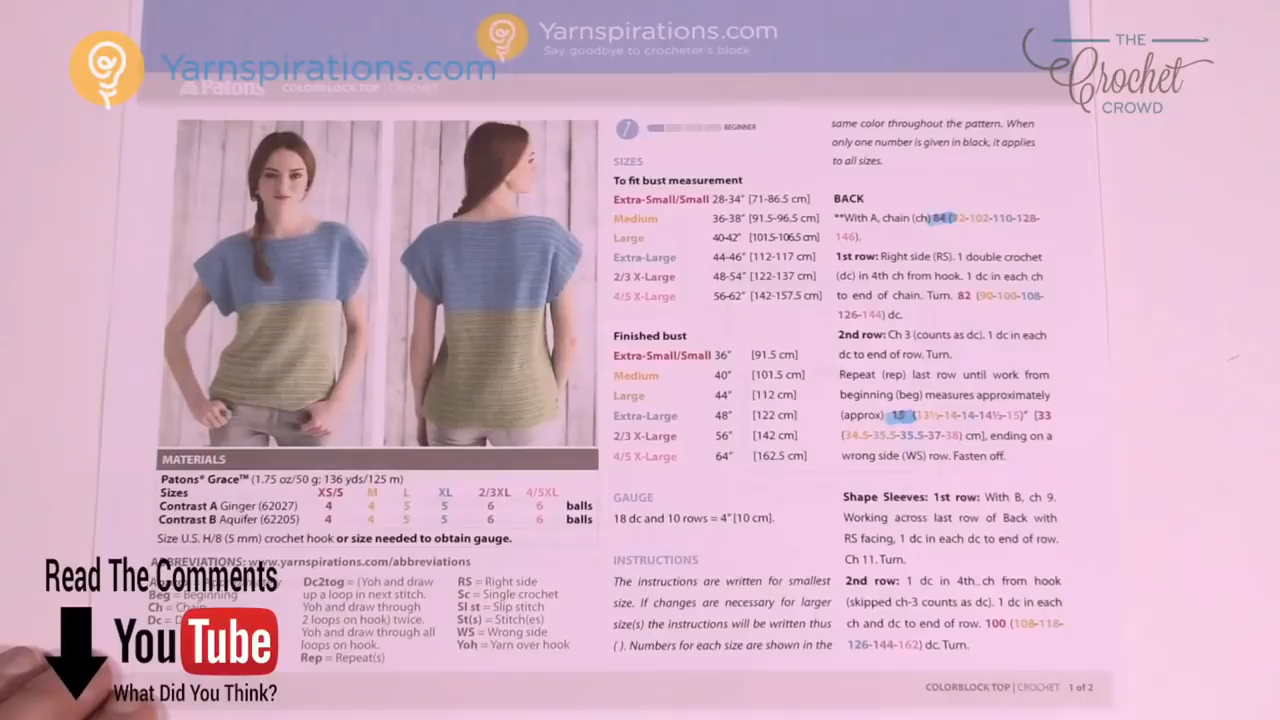 Yarnspirations.com
Say goodbye to crocheter's block
Yarnspirations.com
THE
Crochet
CROWD
Patons
COLORBLOCK TOP | CROCHET
MATERIALS
Patons® Grace™ (1.75 oz/50 g; 136 yds/125 m)
Sizes XS/S M L XL 2/3XL 4/5XL
Contrast A Ginger (62027) 4 4 5 5 6 6 balls
Contrast B Aquifer (62205) 4 4 5 5 6 6 balls
Size U.S. H/8 (5 mm) crochet hook or size needed to obtain gauge.
ABBREVIATIONS: www.yarnspirations.com/abbreviations
Beg = Beginning
Ch = Chain
Dc2tog = (Yoh and draw
up a loop in next stitch.
Yoh and draw through
2 loops on hook) twice.
Yoh and draw through all
loops on hook.
Rep = Repeat(s)
RS = Right side
Sc = Single crochet
Sl st = Slip stitch
St(s) = Stitch(es)
WS = Wrong side
Yoh = Yarn over hook
BEGINNER
SIZES
To fit bust measurement
Extra-Small/Small 28-34" [71-86.5 cm]
Medium 36-38" [91.5-96.5 cm]
Large 40-42" [101.5-106.5 cm]
Extra-Large 44-46" [112-117 cm]
2/3 X-Large 48-54" [122-137 cm]
4/5 X-Large 56-62" [142-157.5 cm]
Finished bust
Extra-Small/Small 36" [91.5 cm]
Medium 40" [101.5 cm]
Large 44" [112 cm]
Extra-Large 48" [122 cm]
2/3 X-Large 56" [142 cm]
4/5 X-Large 64" [162.5 cm]
GAUGE
18 dc and 10 rows = 4" [10 cm].
INSTRUCTIONS
The instructions are written for smallest
size. If changes are necessary for larger
size(s) the instructions will be written thus
( ). Numbers for each size are shown in the
same color throughout the pattern. When
only one number is given in black, it applies
to all sizes.
BACK
**With A, chain (ch) 84 (92-102-110-128-
146).
1st row: Right side (RS). 1 double crochet
(dc) in 4th ch from hook. 1 dc in each ch
to end of chain. Turn. 82 (90-100-108-
126-144) dc.
2nd row: Ch 3 (counts as dc). 1 dc in each
dc to end of row. Turn.
Repeat (rep) last row until work from
beginning (beg) measures approximately
(approx) 13 (13½-14-14-14½-15)" [33
(34.5-35.5-35.5-37-38) cm], ending on a
wrong side (WS) row. Fasten off.
Shape Sleeves: 1st row: With B, ch 9.
Working across last row of Back with
RS facing, 1 dc in each dc to end of row.
Ch 11. Turn.
2nd row: 1 dc in 4th ch from hook
(skipped ch-3 counts as dc). 1 dc in each
ch and dc to end of row. 100 (108-118-
126-144-162) dc. Turn.
COLORBLOCK TOP | CROCHET 1 of 2
Read The Comments
YouTube
What Did You Think?